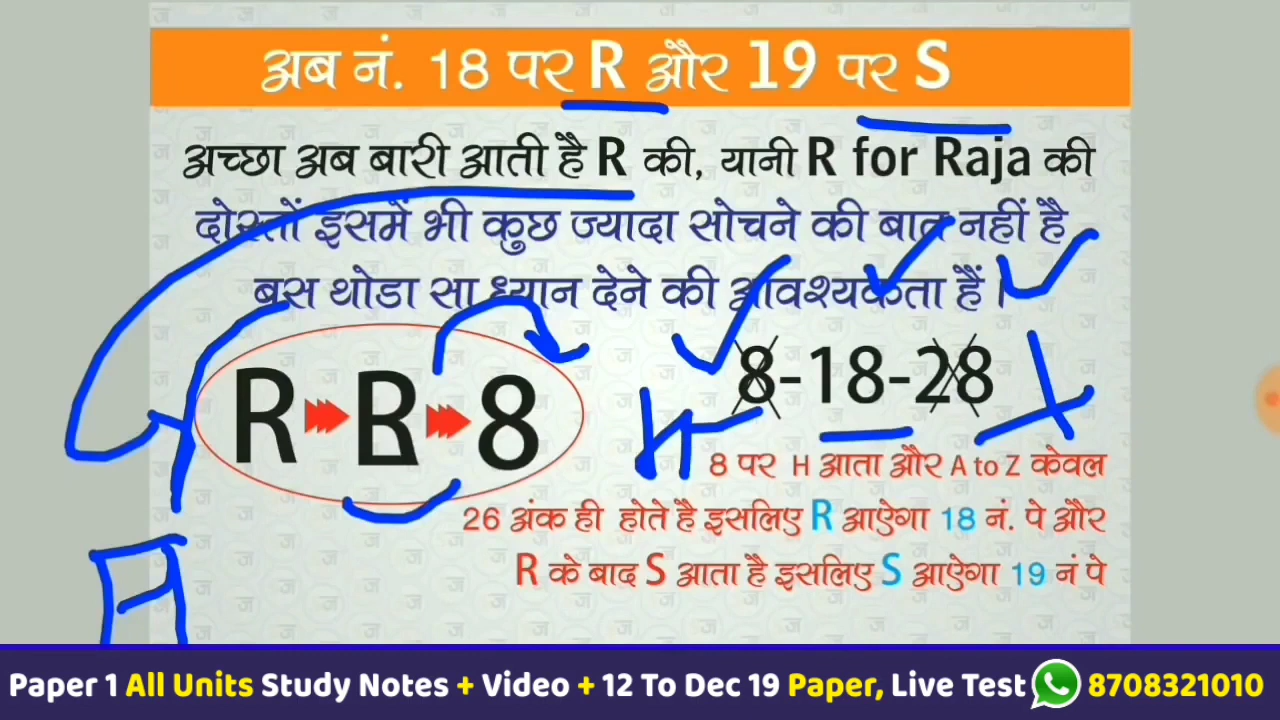 अब नं. 18 पर R और 19 पर S
अच्छा अब बारी आती है R की, यानी R for Raja की
दोस्तों इसमें भी कुछ ज्यादा सोचने की बात नहीं है
बस थोडा सा ध्यान देने की आवश्यकता हैं।
R R 8
8-18-28
H
8 पर H आता और A to Z केवल
26 अंक ही होते है इसलिए R आऐगा 18 नं. पे और
R के बाद S आता है इसलिए S आऐगा 19 नं पे
Paper 1 All Units Study Notes + Video + 12 To Dec 19 Paper, Live Test 8708321010